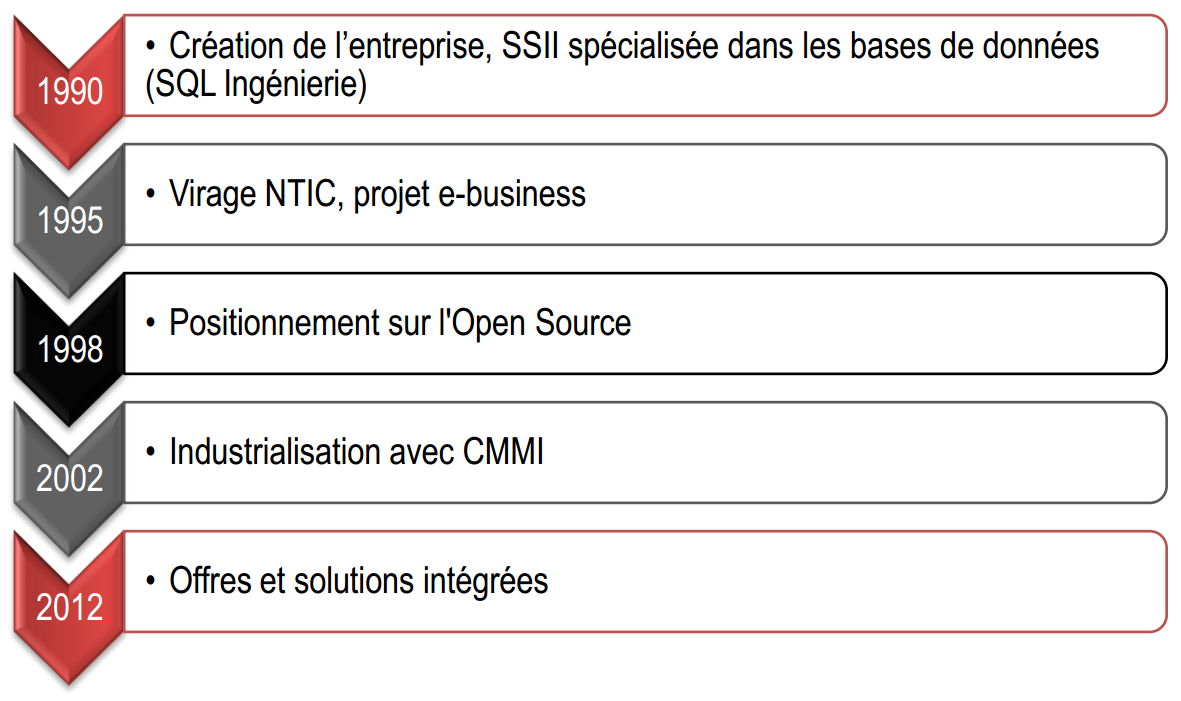 1990
• Création de l’entreprise, SSII spécialisée dans les bases de données
(SQL Ingénierie)
1995
• Virage NTIC, projet e-business
1998
• Positionnement sur l'Open Source
2002
• Industrialisation avec CMMI
2012
• Offres et solutions intégrées